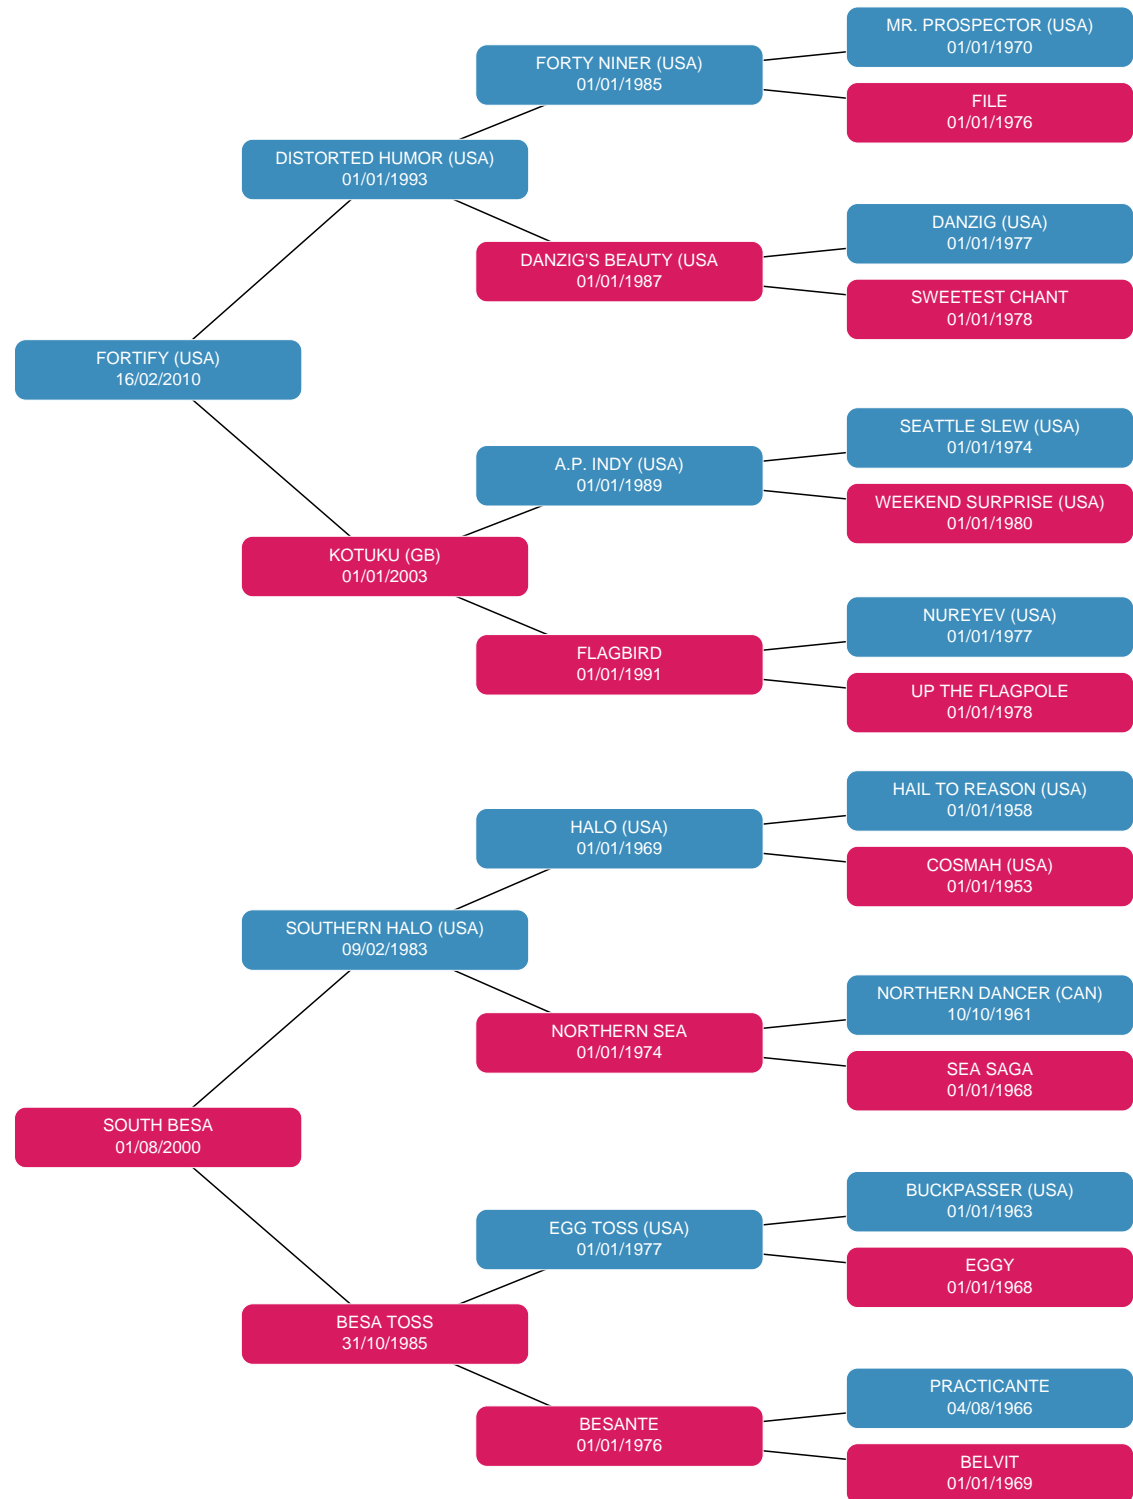 MR. PROSPECTOR (USA)
01/01/1970
FORTY NINER (USA)
01/01/1985
FILE
01/01/1976
DISTORTED HUMOR (USA)
01/01/1993
DANZIG (USA)
01/01/1977
DANZIG'S BEAUTY (USA
01/01/1987
SWEETEST CHANT
01/01/1978
FORTIFY (USA)
16/02/2010
SEATTLE SLEW (USA)
01/01/1974
A.P. INDY (USA)
01/01/1989
WEEKEND SURPRISE (USA)
01/01/1980
KOTUKU (GB)
01/01/2003
NUREYEV (USA)
01/01/1977
FLAGBIRD
01/01/1991
UP THE FLAGPOLE
01/01/1978
HAIL TO REASON (USA)
01/01/1958
HALO (USA)
01/01/1969
COSMAH (USA)
01/01/1953
SOUTHERN HALO (USA)
09/02/1983
NORTHERN DANCER (CAN)
10/10/1961
NORTHERN SEA
01/01/1974
SEA SAGA
01/01/1968
SOUTH BESA
01/08/2000
BUCKPASSER (USA)
01/01/1963
EGG TOSS (USA)
01/01/1977
EGGY
01/01/1968
BESA TOSS
31/10/1985
PRACTICANTE
04/08/1966
BESANTE
01/01/1976
BELVIT
01/01/1969